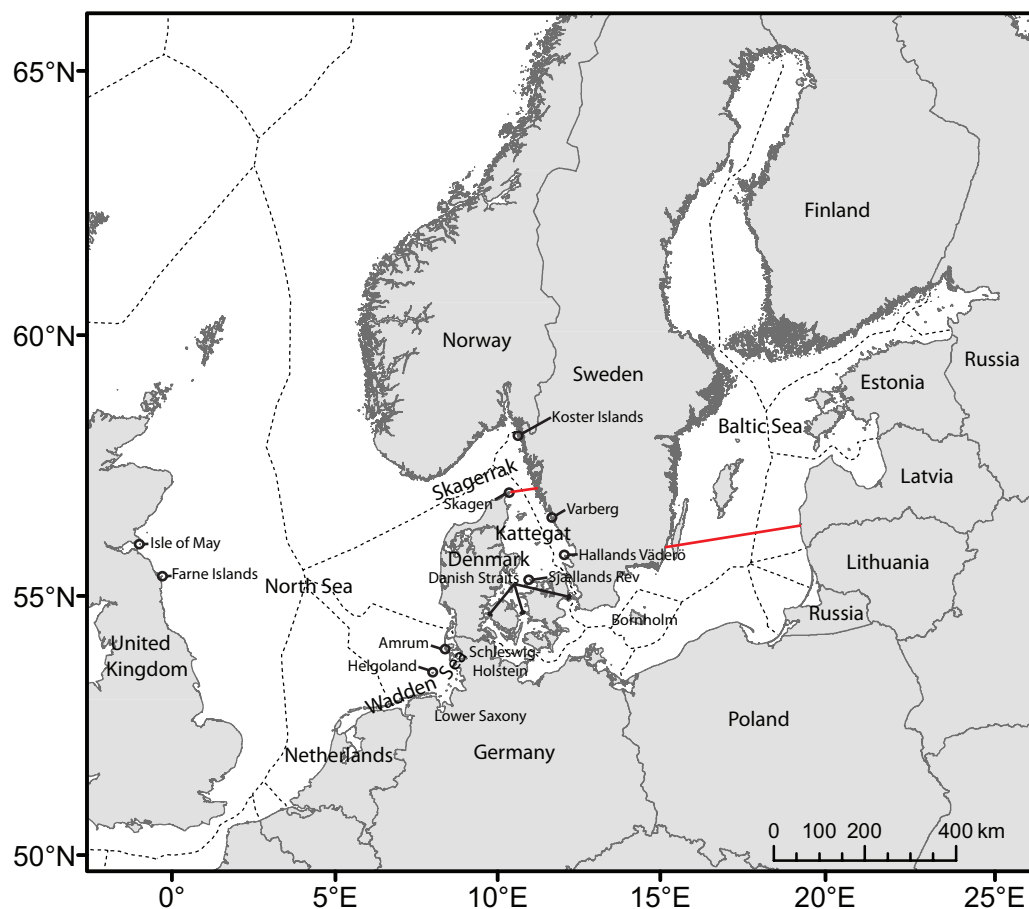 65°N
Finland
60°N
Norway
Russia
Sweden
Estonia
Koster Islands
Baltic Sea
Skagerrak
Latvia
Skagen
Varberg
Kattegat
Isle of May
Hallands Väderö
Denmark
Lithuania
Farne Islands
Danish Straits
Sjællands Rev
North Sea
55°N
Russia
Bornholm
United
Kingdom
Amrum
Schleswig-
Helgoland
Holstein
Wadden Sea
Lower Saxony
Poland
Netherlands
Germany
0 100 200 400 km
50°N
0 5°E 10°E 15°E 20°E 25°E